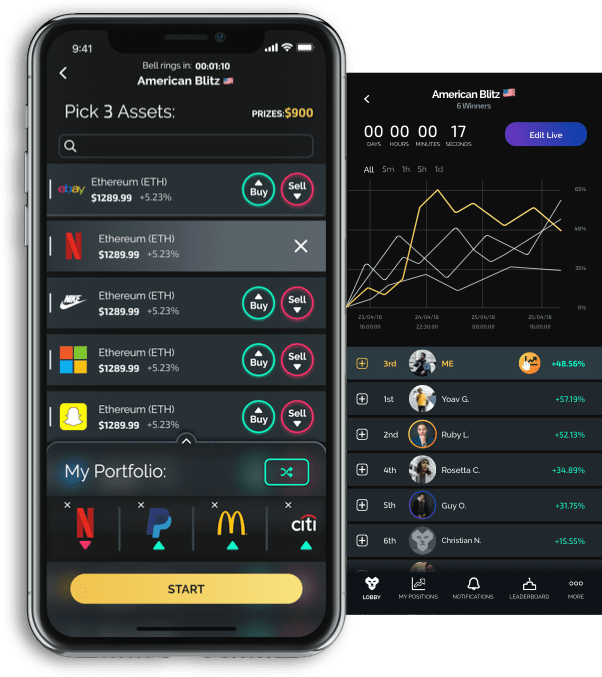 9:41
Bell rings in: 00:01:10
American Blitz
Pick 3 Assets:
PRIZES:$900
ebay
Ethereum (ETH)
$1289.99 +5.23%
Buy
Sell
Ethereum (ETH)
$1289.99 +5.23%
NIKE
Ethereum (ETH)
$1289.99 +5.23%
Buy
Sell
Ethereum (ETH)
$1289.99 +5.23%
Buy
Sell
Ethereum (ETH)
$1289.99 +5.23%
Buy
Sell
My Portfolio:
citi
START
American Blitz
6 Winners
00 00 00 17
DAYS HOURS MINUTES SECONDS
Edit Live
All 5m 1h 5h 1d
65%
48%
35%
0%
23/04/18 24/04/18 25/04/18 25/04/18
16:00:00 22:30:00 08:00:00 16:00:00
3rd ME +48.56%
1st Yoav G. +57.19%
2nd Ruby L. +52.13%
4th Rosetta C. +34.89%
5th Guy O. +31.75%
6th Christian N. +15.55%
LOBBY MY POSITIONS NOTIFICATIONS LEADERBOARD MORE